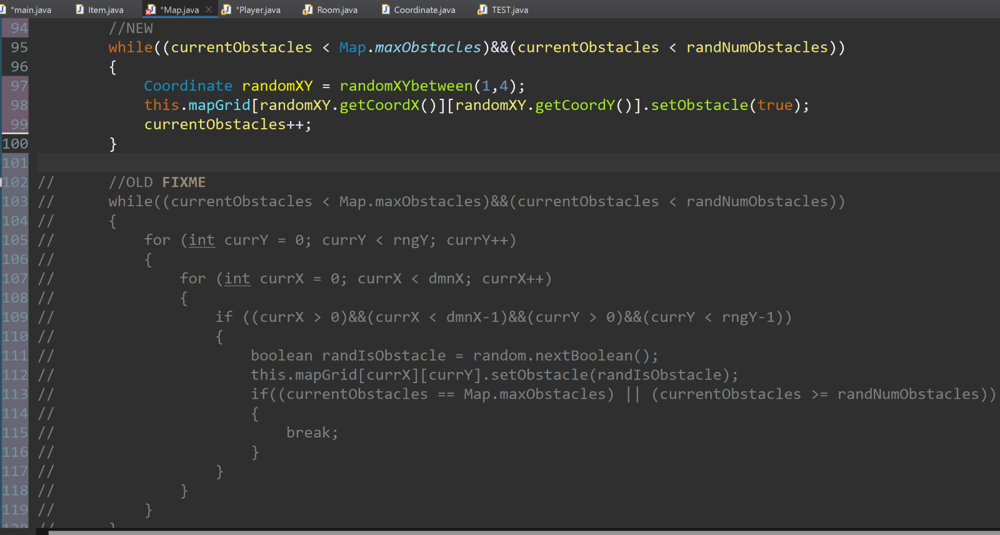 *main.java Item.java *Map.java *Player.java Room.java Coordinate.java TEST.java
94 //NEW
95 while((currentObstacles < Map.maxObstacles)&&(currentObstacles < randNumObstacles))
96 {
97 Coordinate randomXY = randomXYbetween(1,4);
98 this.mapGrid[randomXY.getCoordX()][randomXY.getCoordY()].setObstacle(true);
99 currentObstacles++;
100 }
101
102 // //OLD FIXME
103 // while((currentObstacles < Map.maxObstacles)&&(currentObstacles < randNumObstacles))
104 // {
105 // for (int currY = 0; currY < rngY; currY++)
106 // {
107 // for (int currX = 0; currX < dmnX; currX++)
108 // {
109 // if ((currX > 0)&&(currX < dmnX-1)&&(currY > 0)&&(currY < rngY-1))
110 // {
111 // boolean randIsObstacle = random.nextBoolean();
112 // this.mapGrid[currX][currY].setObstacle(randIsObstacle);
113 // if((currentObstacles == Map.maxObstacles) || (currentObstacles >= randNumObstacles))
114 // {
115 // break;
116 // }
117 // }
118 // }
119 // }
120 // }